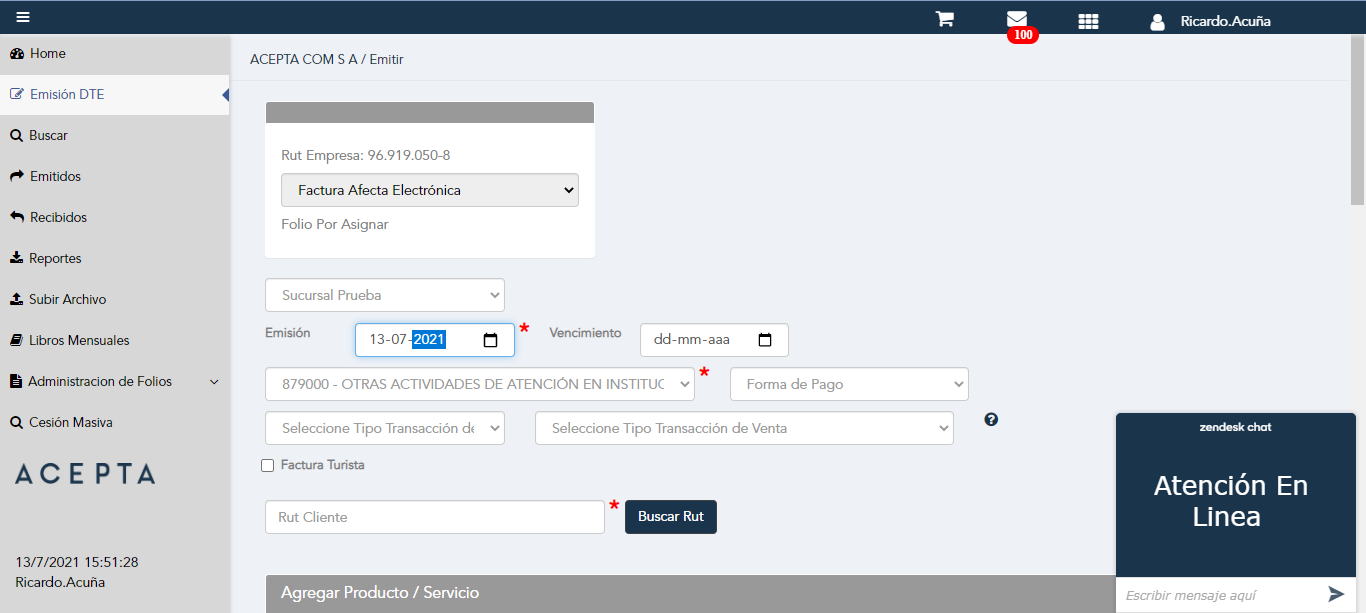 Ricardo.Acuña
100
Home
Emisión DTE
Buscar
Emitidos
Recibidos
Reportes
Subir Archivo
Libros Mensuales
Administracion de Folios
Cesión Masiva
ACEPTA
13/7/2021 15:51:28
Ricardo.Acuña
ACEPTA COM S A / Emitir
Rut Empresa: 96.919.050-8
Factura Afecta Electrónica
Folio Por Asignar
Sucursal Prueba
Emisión 13-07-2021 * Vencimiento dd-mm-aaa
879000 - OTRAS ACTIVIDADES DE ATENCIÓN EN INSTITUC * Forma de Pago
Seleccione Tipo Transacción de Seleccione Tipo Transacción de Venta ?
Factura Turista
Rut Cliente * Buscar Rut
Agregar Producto / Servicio
zendesk chat
Atención En
Linea
Escribir mensaje aquí